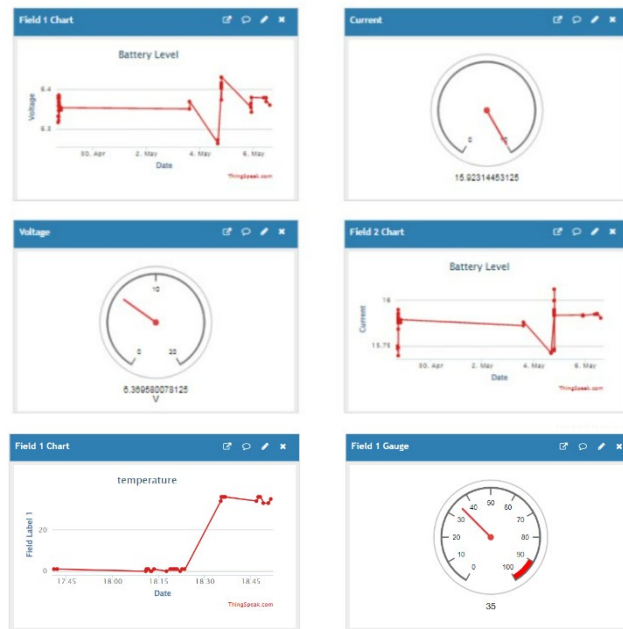 Field 1 Chart
Battery Level
Voltage
6.4
6.3
30. Apr 2. May 4. May 6. May
Date
ThingSpeak.com
Current
0
15.92314453125
Voltage
10
0 20
6.369580078125
V
Field 2 Chart
Battery Level
Current
16
15.75
30. Apr 2. May 4. May 6. May
Date
ThingSpeak.com
Field 1 Chart
temperature
Field Label 1
20
0
17:45 18:00 18:15 18:30 18:45
Date
ThingSpeak.com
Field 1 Gauge
50
40 60
30 70
20 80
10 90
0 100
35